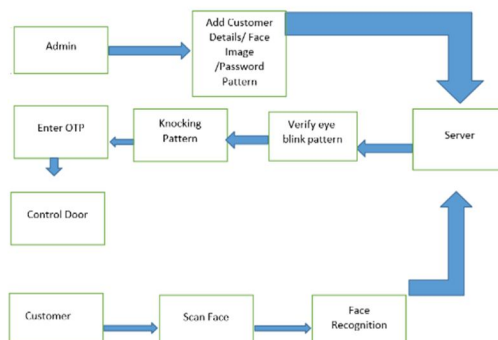 Admin
Add Customer
Details/ Face
Image
/Password
Pattern
Enter OTP
Knocking
Pattern
Verify eye
blink pattern
Server
Control Door
Customer
Scan Face
Face
Recognition